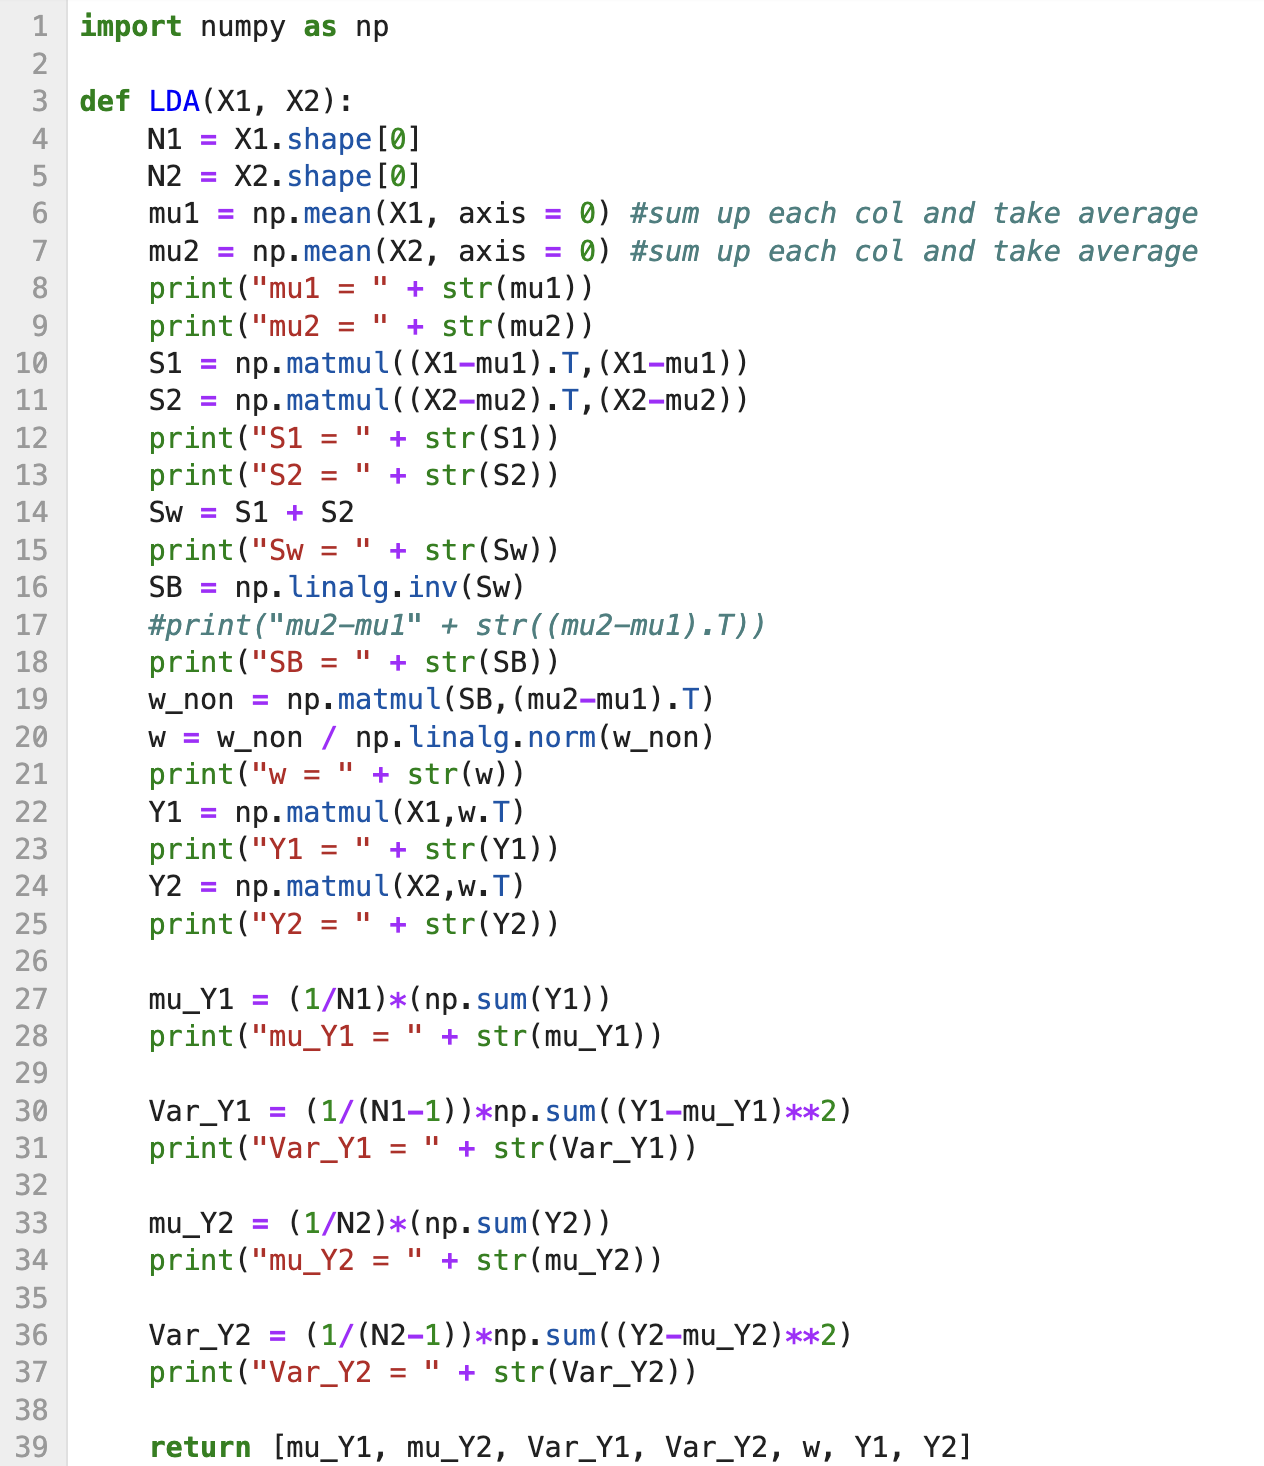 1 import numpy as np
2
3 def LDA(X1, X2):
4     N1 = X1.shape[0]
5     N2 = X2.shape[0]
6     mu1 = np.mean(X1, axis = 0) #sum up each col and take average
7     mu2 = np.mean(X2, axis = 0) #sum up each col and take average
8     print("mu1 = " + str(mu1))
9     print("mu2 = " + str(mu2))
10     S1 = np.matmul((X1-mu1).T,(X1-mu1))
11     S2 = np.matmul((X2-mu2).T,(X2-mu2))
12     print("S1 = " + str(S1))
13     print("S2 = " + str(S2))
14     Sw = S1 + S2
15     print("Sw = " + str(Sw))
16     SB = np.linalg.inv(Sw)
17     #print("mu2-mu1" + str((mu2-mu1).T))
18     print("SB = " + str(SB))
19     w_non = np.matmul(SB,(mu2-mu1).T)
20     w = w_non / np.linalg.norm(w_non)
21     print("w = " + str(w))
22     Y1 = np.matmul(X1,w.T)
23     print("Y1 = " + str(Y1))
24     Y2 = np.matmul(X2,w.T)
25     print("Y2 = " + str(Y2))
26
27     mu_Y1 = (1/N1)*(np.sum(Y1))
28     print("mu_Y1 = " + str(mu_Y1))
29
30     Var_Y1 = (1/(N1-1))*np.sum((Y1-mu_Y1)**2)
31     print("Var_Y1 = " + str(Var_Y1))
32
33     mu_Y2 = (1/N2)*(np.sum(Y2))
34     print("mu_Y2 = " + str(mu_Y2))
35
36     Var_Y2 = (1/(N2-1))*np.sum((Y2-mu_Y2)**2)
37     print("Var_Y2 = " + str(Var_Y2))
38
39     return [mu_Y1, mu_Y2, Var_Y1, Var_Y2, w, Y1, Y2]